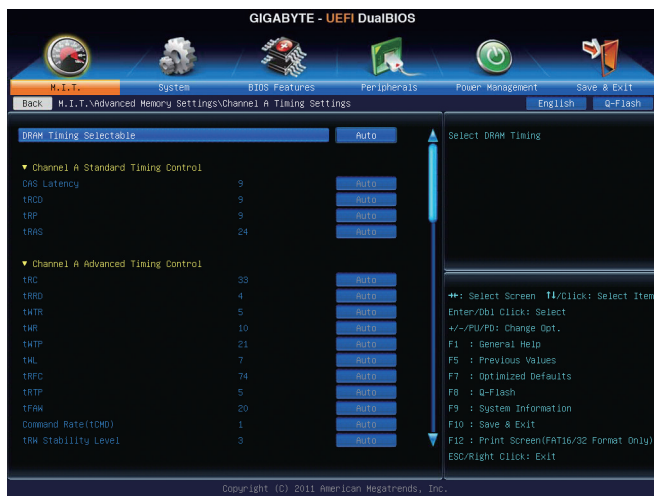 GIGABYTE - UEFI DualBIOS
M.I.T. System BIOS Features Peripherals Power Management Save & Exit
Back M.I.T.\Advanced Memory Settings\Channel A Timing Settings English Q-Flash
DRAM Timing Selectable Auto
Select DRAM Timing
▼ Channel A Standard Timing Control
CAS Latency 9 Auto
tRCD 9 Auto
tRP 9 Auto
tRAS 24 Auto
▼ Channel A Advanced Timing Control
tRC 33 Auto
tRRD 4 Auto
tWTR 5 Auto
tWR 10 Auto
tWTP 21 Auto
tWL 7 Auto
tRFC 74 Auto
tRTP 5 Auto
tFAW 20 Auto
Command Rate(tCMD) 1 Auto
tRW Stability Level 3 Auto
→←: Select Screen ↑↓/Click: Select Item
Enter/Dbl Click: Select
+/-/PU/PD: Change Opt.
F1 : General Help
F5 : Previous Values
F7 : Optimized Defaults
F8 : Q-Flash
F9 : System Information
F10 : Save & Exit
F12 : Print Screen(FAT16/32 Format Only)
ESC/Right Click: Exit
Copyright (C) 2011 American Megatrends, Inc.